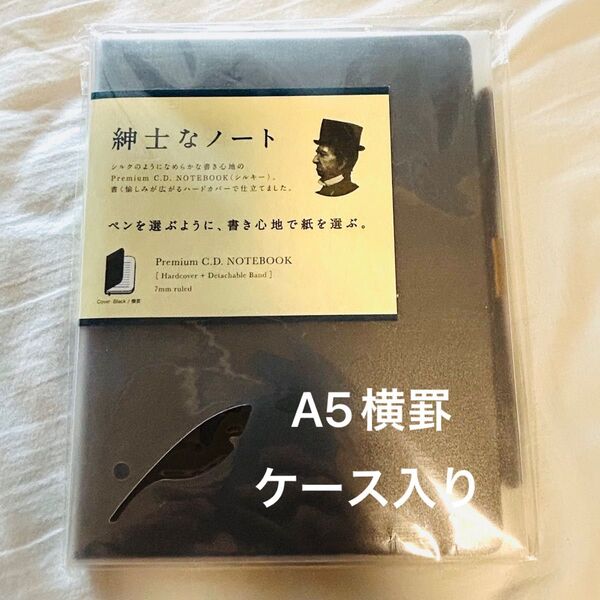 紳士なノート
シルクのようになめらかな書き心地の
Premium C.D. NOTEBOOK(シルキー)。
書く愉しみが広がるハードカバーで仕立てました。
ペンを選ぶように、書き心地で紙を選ぶ。
Premium C.D. NOTEBOOK
[ Hardcover + Detachable Band ]
7mm ruled
Cover: Black / 横罫
A5横罫
ケース入り